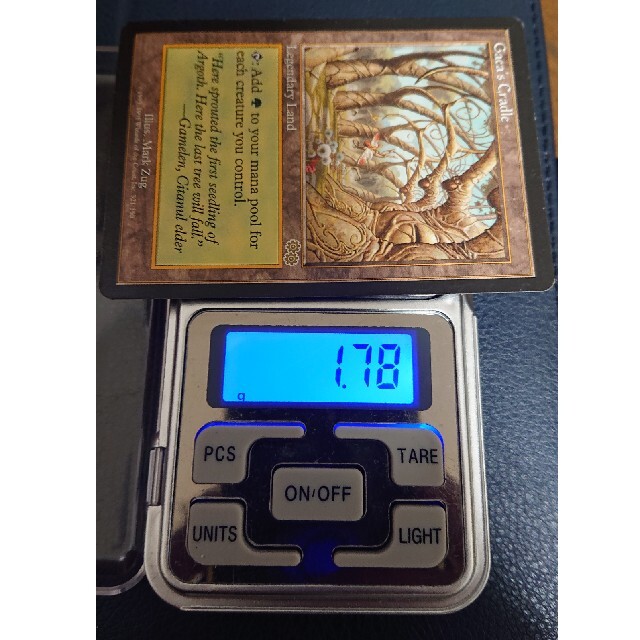 Gaea's Cradle
Legendary Land
: Add to your mana pool for
each creature you control.
"Here sprouted the first seedling of
Argoth. Here the last tree will fall."
—Gamelen, Citanul elder
Illus. Mark Zug
1.78
g
PCS
TARE
ON/OFF
UNITS
LIGHT